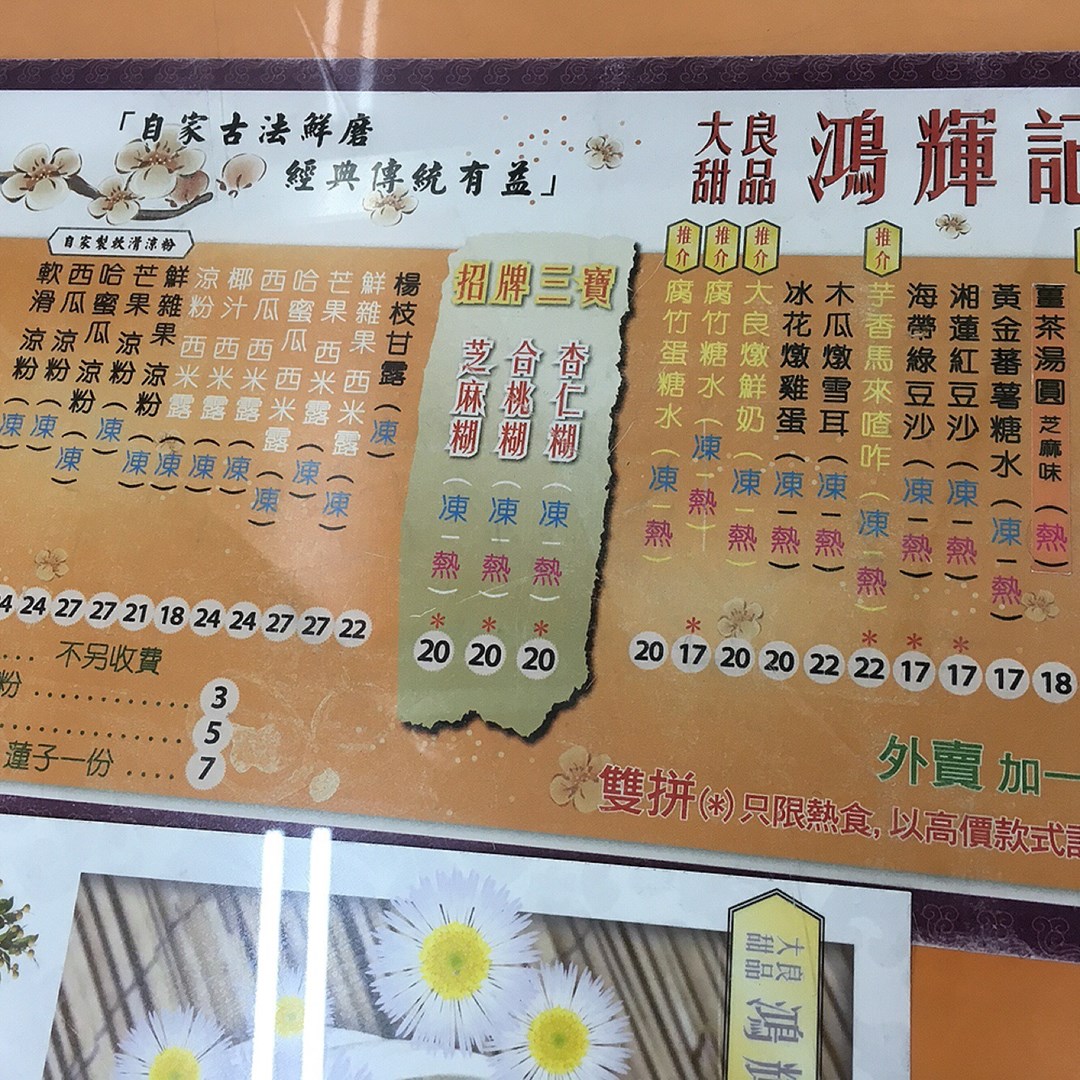 「自家古法鮮磨
經典傳統有益」
大良
甜品
鴻輝記
薑茶湯圓 芝麻味 (熱)
黃金蕃薯糖水 (凍-熱)
湘蓮紅豆沙 (凍-熱)
海帶綠豆沙 (凍-熱)
推介 芋香馬來喳咋 (凍-熱)
木瓜燉雪耳 (凍-熱)
冰花燉雞蛋 (凍-熱)
推介 大良燉鮮奶 (凍-熱)
推介 腐竹糖水 (凍-熱)
推介 腐竹蛋糖水 (凍-熱)
* * * *
20 17 20 20 22 22 17 17 17 18
招牌三寶
杏仁糊 (凍-熱)
合桃糊 (凍-熱)
芝麻糊 (凍-熱)
* * *
20 20 20
楊枝甘露 (凍)
鮮雜果西米露 (凍)
芒果西米露 (凍)
哈蜜瓜西米露 (凍)
西瓜西米露 (凍)
椰汁西米露 (凍)
涼粉西米露 (凍)
自家製軟滑涼粉
鮮雜果涼粉 (凍)
芒果涼粉 (凍)
哈蜜瓜涼粉 (凍)
西瓜涼粉 (凍)
軟滑涼粉 (凍)
24 27 27 21 18 24 24 27 27 22
.... 不另收費
粉 ............ 3
............ 5
蓮子一份 .... 7
外賣 加一
雙拼(*)只限熱食, 以高價款式
大良
甜品
鴻